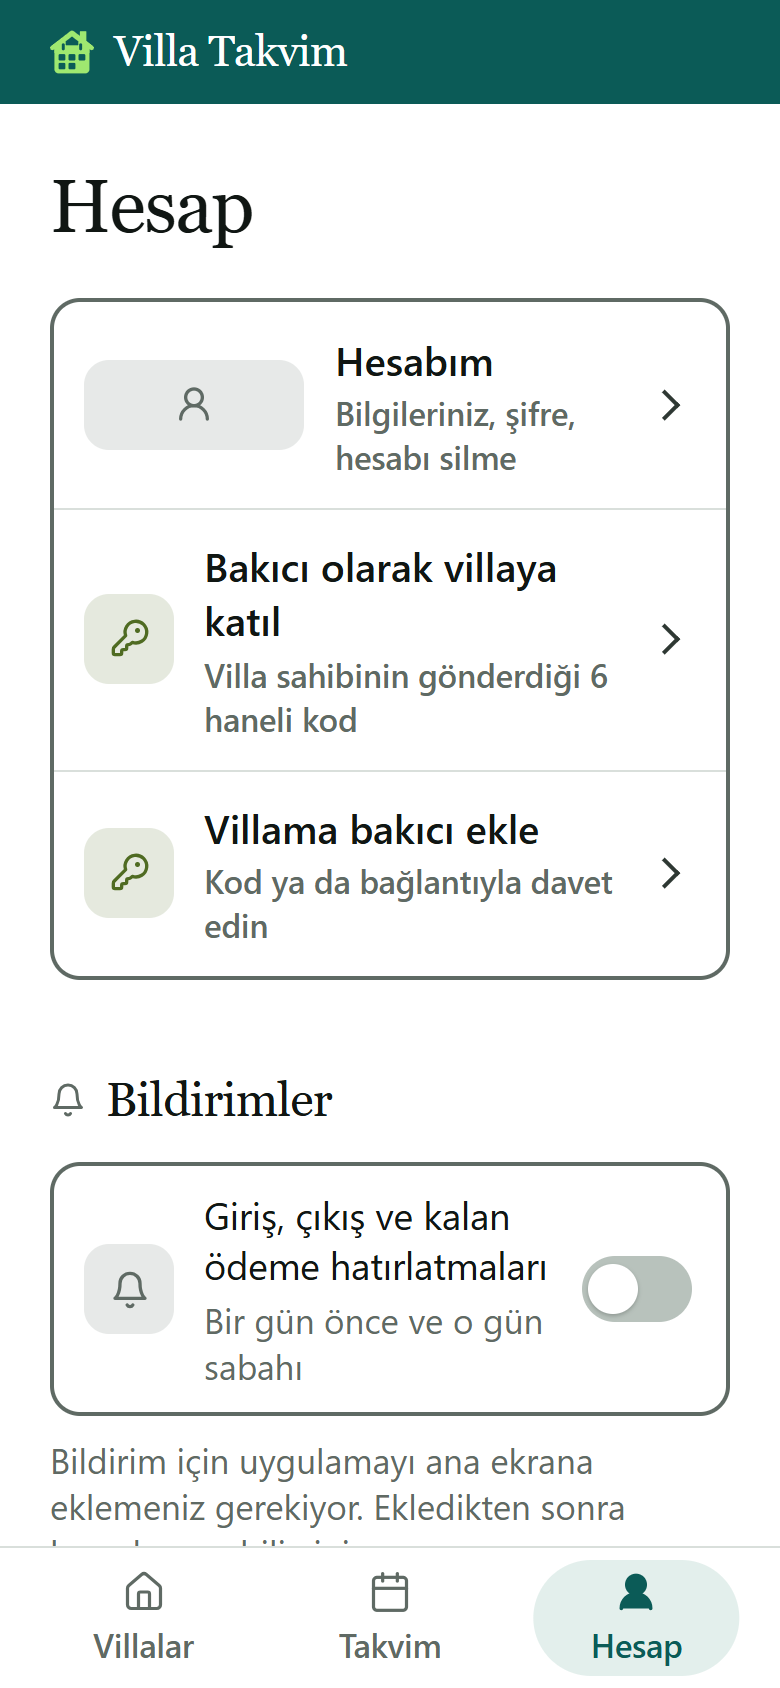 Villa Takvim
Hesap
Hesabım
Bilgileriniz, şifre,
hesabı silme
Bakıcı olarak villaya
katıl
Villa sahibinin gönderdiği 6
haneli kod
Villama bakıcı ekle
Kod ya da bağlantıyla davet
edin
Bildirimler
Giriş, çıkış ve kalan
ödeme hatırlatmaları
Bir gün önce ve o gün
sabahı
Bildirim için uygulamayı ana ekrana
eklemeniz gerekiyor. Ekledikten sonra
Villalar
Takvim
Hesap